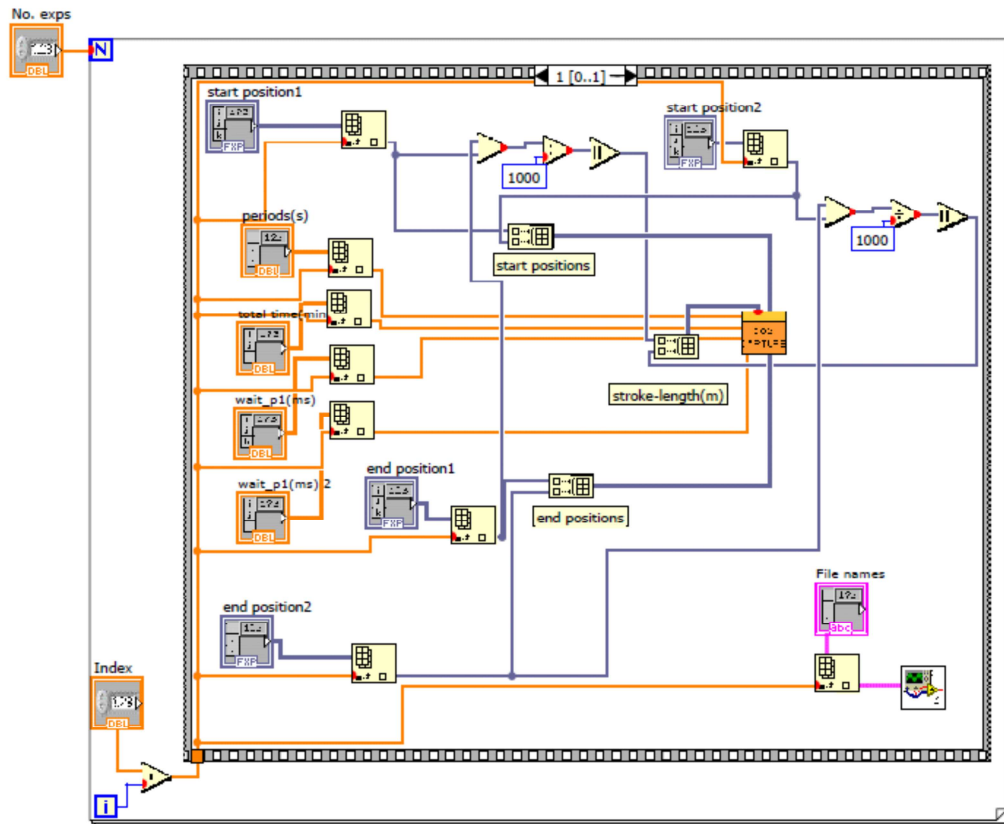 No. exps
DBL
N
1 [0..1]
start position1
FXP
start position2
FXP
1000
1000
periods(s)
DBL
start positions
total time(min
DBL
CAPTURE
stroke-length(m)
wait_p1(ms)
DBL
end position1
FXP
wait_p1(ms) 2
DBL
end positions
File names
abc
end position2
FXP
Index
DBL
i